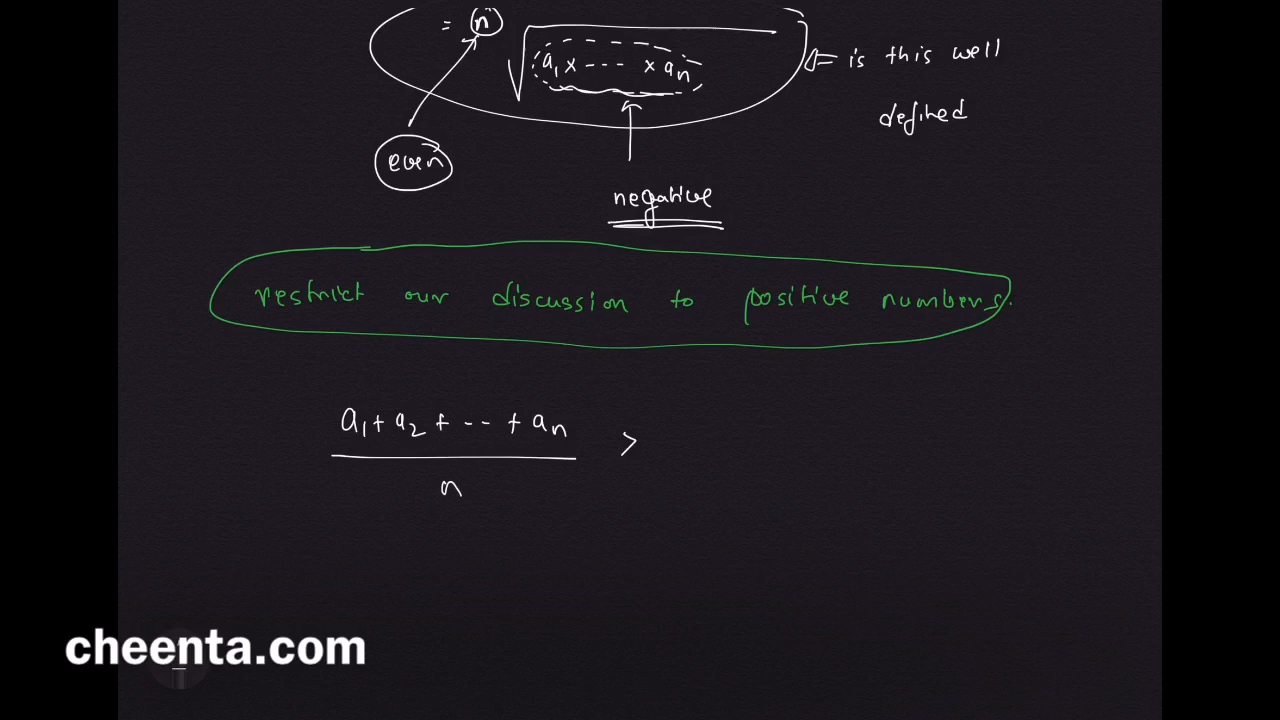 = n √a₁ × --- × aₙ ⇐ is this well
defined
even
negative
restrict our discussion to positive numbers.
a₁ + a₂ + -- + aₙ >
n
cheenta.com